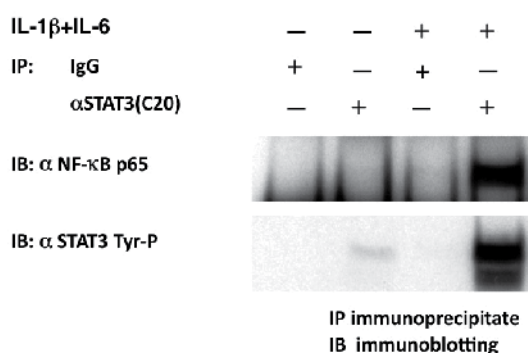 IL-1β+IL-6 — — + +
IP: IgG + — + —
αSTAT3(C20) — + — +
IB: α NF-κB p65
IB: α STAT3 Tyr-P
IP immunoprecipitate
IB immunoblotting